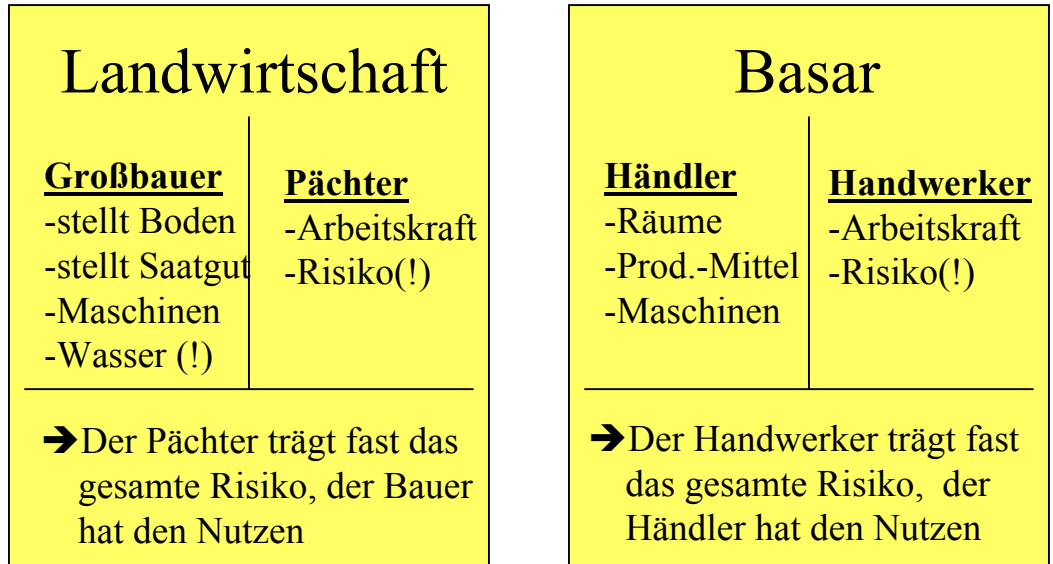 Landwirtschaft
Großbauer
-stellt Boden
-stellt Saatgut
-Maschinen
-Wasser (!)
Pächter
-Arbeitskraft
-Risiko(!)
➔Der Pächter trägt fast das
gesamte Risiko, der Bauer
hat den Nutzen
Basar
Händler
-Räume
-Prod.-Mittel
-Maschinen
Handwerker
-Arbeitskraft
-Risiko(!)
➔Der Handwerker trägt fast
das gesamte Risiko, der
Händler hat den Nutzen